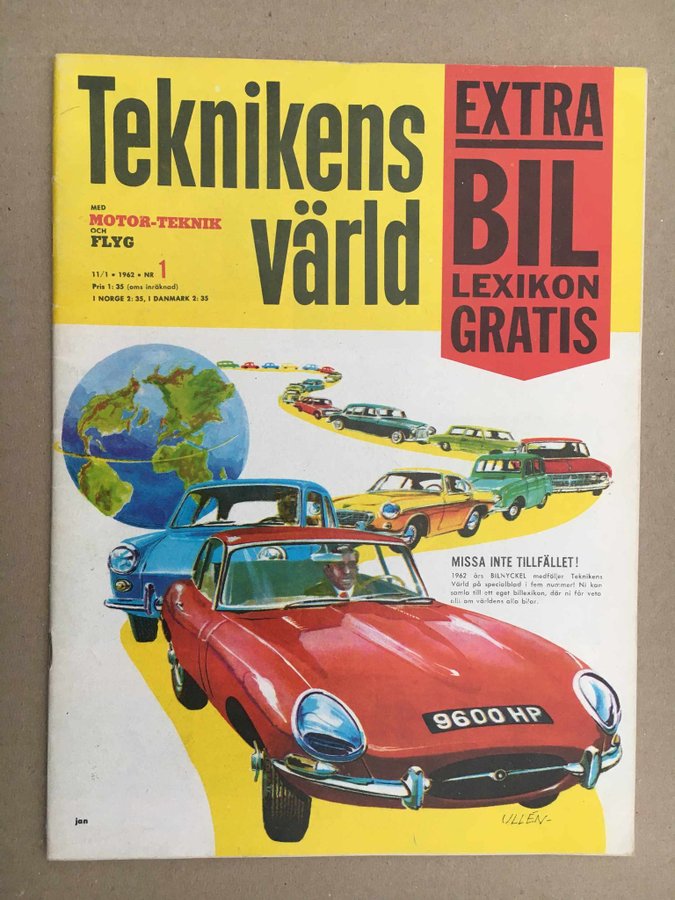 Teknikens
värld
MED
MOTOR-TEKNIK
OCH
FLYG
11/1 • 1962 • NR 1
Pris 1: 35 (oms inräknad)
I NORGE 2: 35, I DANMARK 2: 35
EXTRA
BIL
LEXIKON
GRATIS
MISSA INTE TILLFÄLLET!
1962 års BILNYCKEL medföljer Teknikens
Värld på specialblad i fem nummer! Ni kan
samla till ett eget billexikon, där ni får veta
allt om världens alla bilar.
9600 HP
ULLÉN-
jan